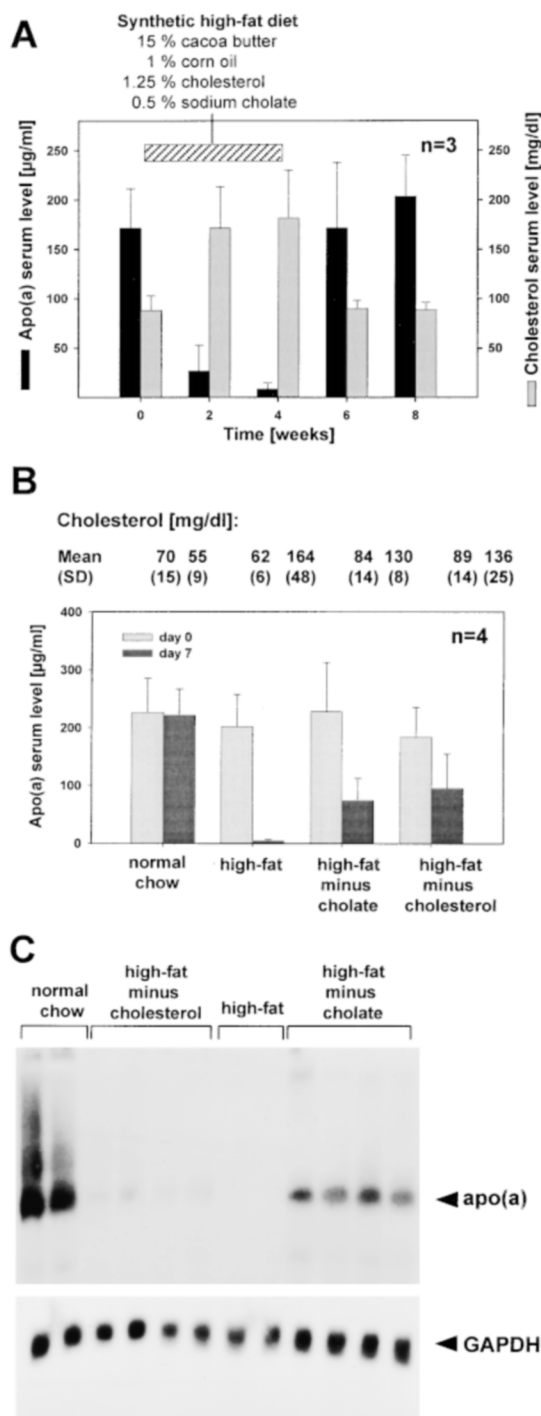 A
Synthetic high-fat diet
15 % cacoa butter
1 % corn oil
1.25 % cholesterol
0.5 % sodium cholate
n=3
Apo(a) serum level [µg/ml]
250
200
150
100
50
Cholesterol serum level [mg/dl]
250
200
150
100
50
0 2 4 6 8
Time [weeks]
B
Cholesterol [mg/dl]:
Mean 70 55 62 164 84 130 89 136
(SD) (15) (9) (6) (48) (14) (8) (14) (25)
Apo(a) serum level [µg/ml]
400
300
200
100
0
day 0
day 7
n=4
normal chow
high-fat
high-fat minus cholate
high-fat minus cholesterol
C
normal chow
high-fat minus cholesterol
high-fat
high-fat minus cholate
apo(a)
GAPDH